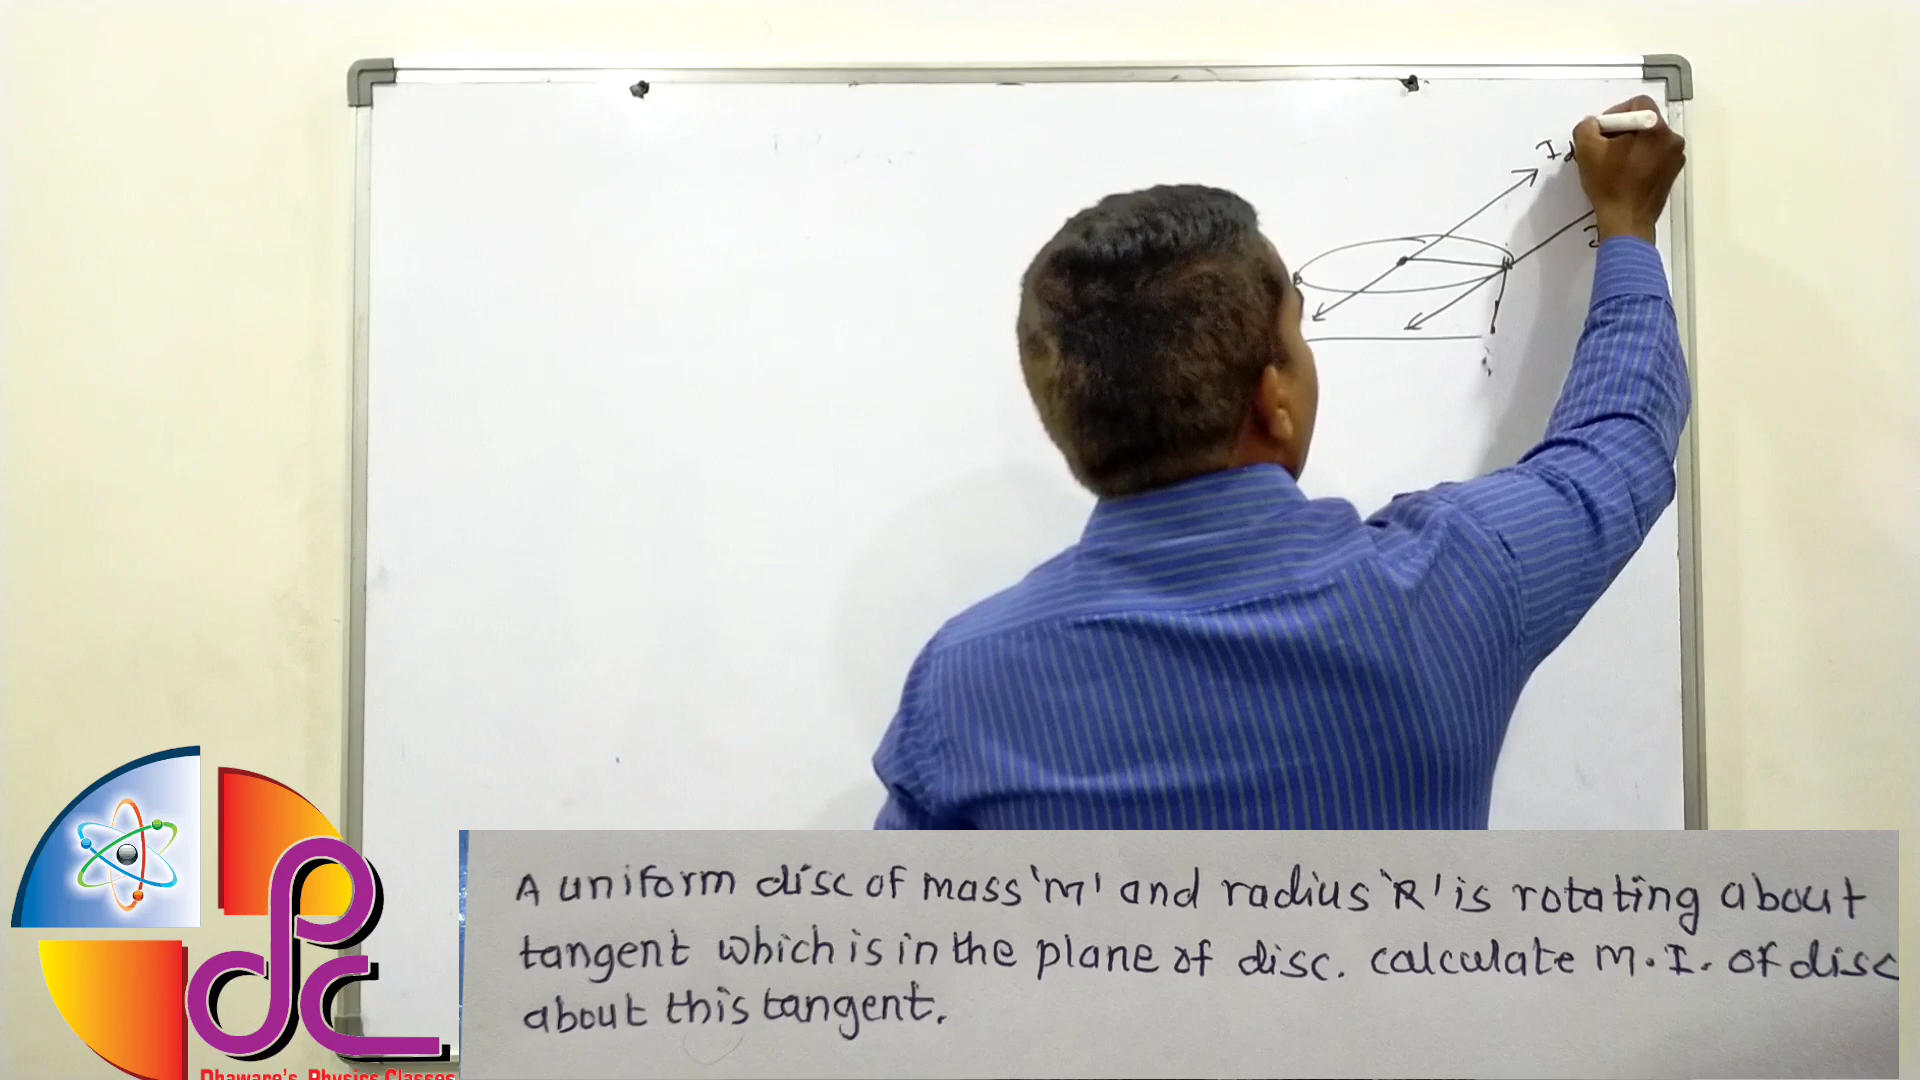 I d
A uniform disc of mass 'M' and radius 'R' is rotating about
tangent which is in the plane of disc. calculate M.I. of disc
about this tangent.
Dhaware's Physics Classes